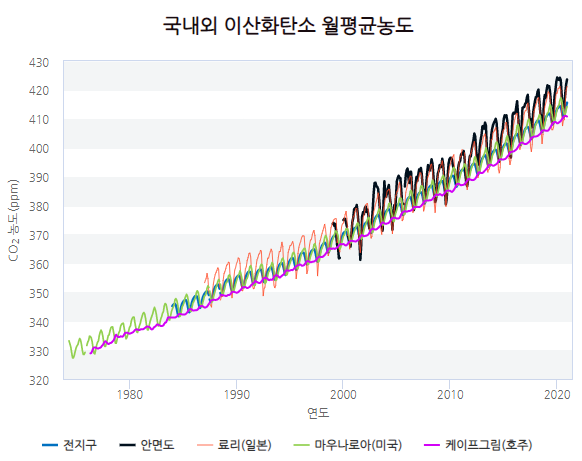 국내외 이산화탄소 월평균농도
430
420
410
400
390
380
370
360
350
340
330
320
CO₂ 농도(ppm)
1980 1990 2000 2010 2020
연도
전지구 안면도 료리(일본) 마우나로아(미국) 케이프그림(호주)